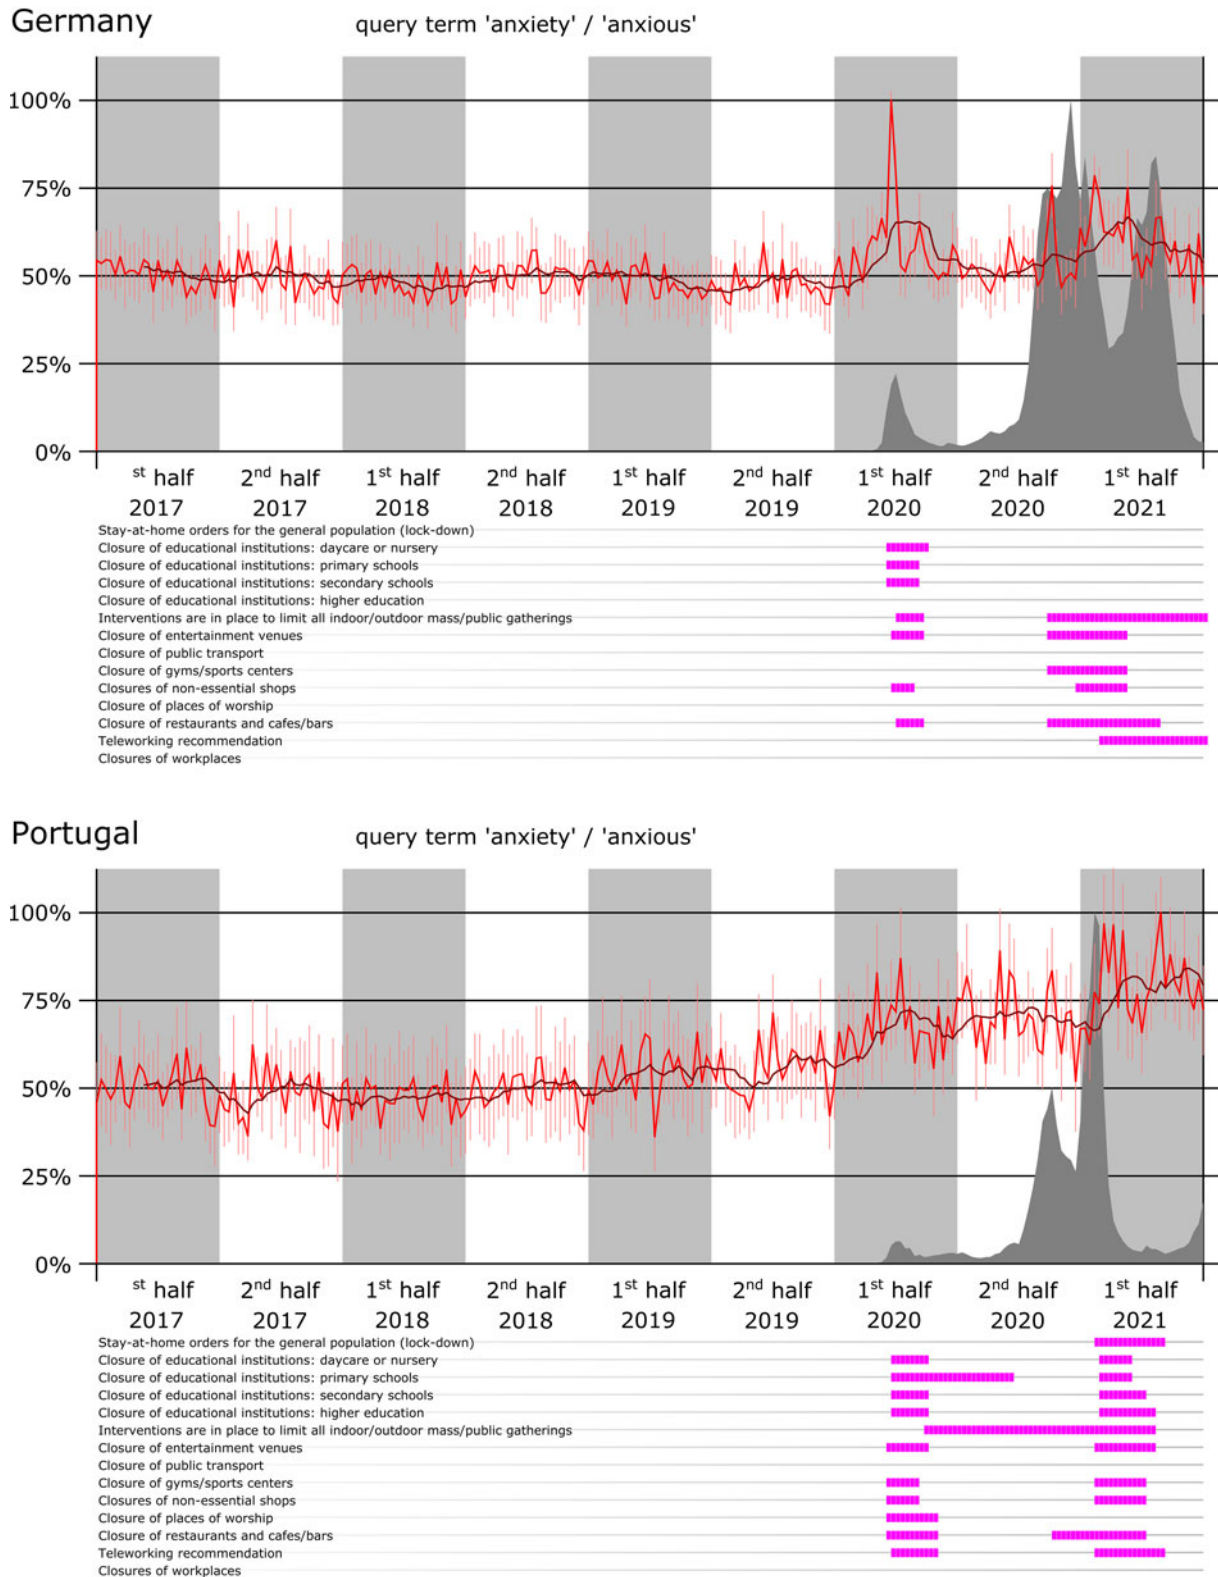 Germany query term 'anxiety' / 'anxious'
100%
75%
50%
25%
0%
st half 2nd half 1st half 2nd half 1st half 2nd half 1st half 2nd half 1st half
2017 2017 2018 2018 2019 2019 2020 2020 2021
Stay-at-home orders for the general population (lock-down)
Closure of educational institutions: daycare or nursery
Closure of educational institutions: primary schools
Closure of educational institutions: secondary schools
Closure of educational institutions: higher education
Interventions are in place to limit all indoor/outdoor mass/public gatherings
Closure of entertainment venues
Closure of public transport
Closure of gyms/sports centers
Closures of non-essential shops
Closure of places of worship
Closure of restaurants and cafes/bars
Teleworking recommendation
Closures of workplaces
Portugal query term 'anxiety' / 'anxious'
100%
75%
50%
25%
0%
st half 2nd half 1st half 2nd half 1st half 2nd half 1st half 2nd half 1st half
2017 2017 2018 2018 2019 2019 2020 2020 2021
Stay-at-home orders for the general population (lock-down)
Closure of educational institutions: daycare or nursery
Closure of educational institutions: primary schools
Closure of educational institutions: secondary schools
Closure of educational institutions: higher education
Interventions are in place to limit all indoor/outdoor mass/public gatherings
Closure of entertainment venues
Closure of public transport
Closure of gyms/sports centers
Closures of non-essential shops
Closure of places of worship
Closure of restaurants and cafes/bars
Teleworking recommendation
Closures of workplaces